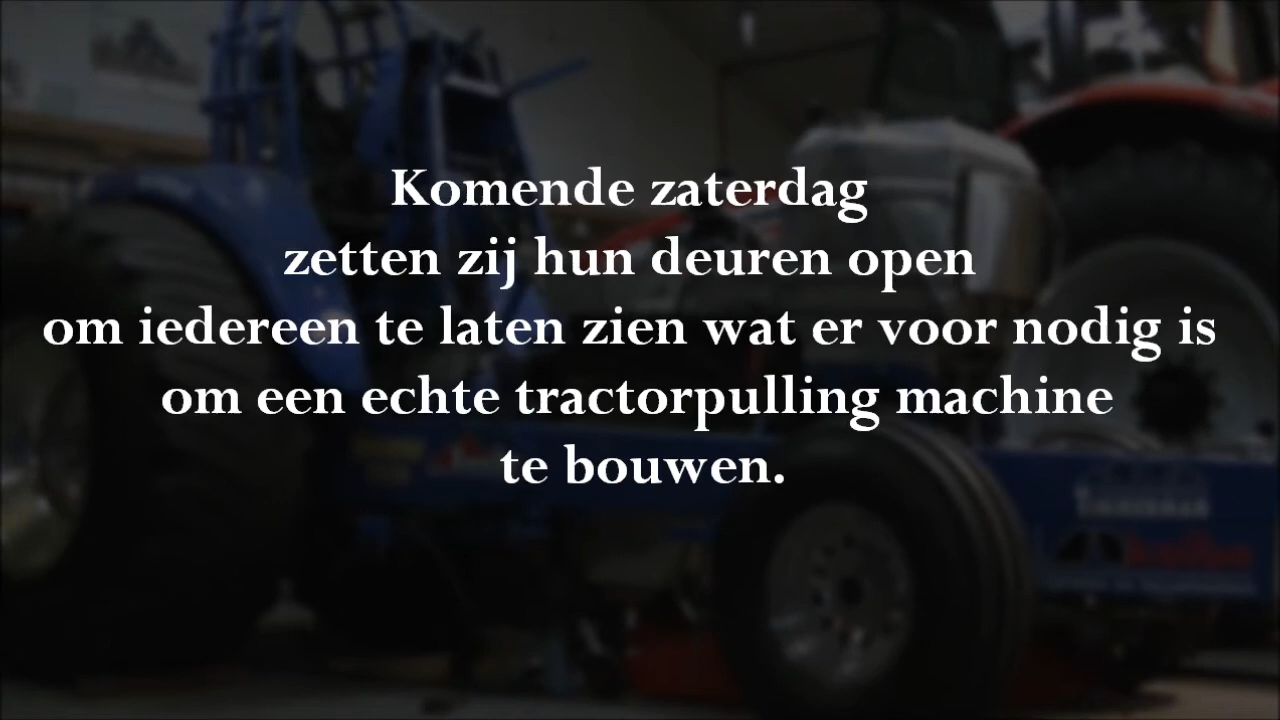 Komende zaterdag
zetten zij hun deuren open
om iedereen te laten zien wat er voor nodig is
om een echte tractorpulling machine
te bouwen.